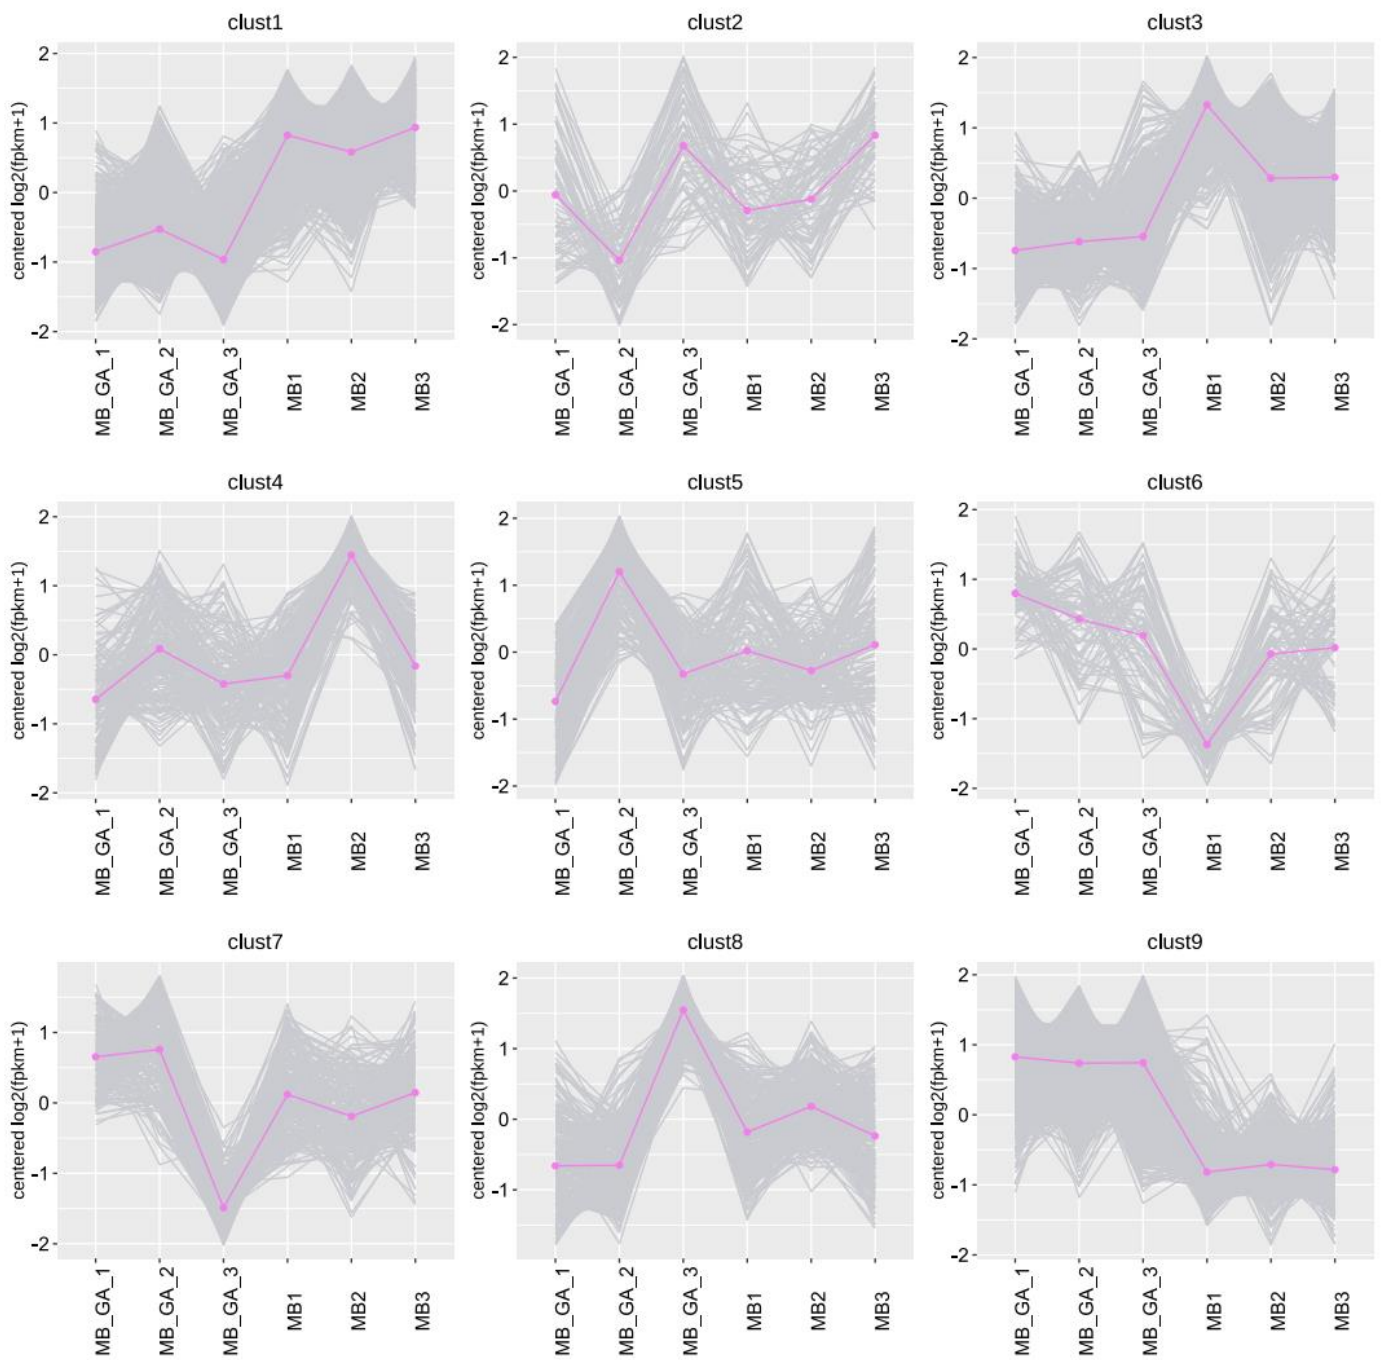 clust1
centered log2(fpkm+1)
2
1
0
-1
-2
MB_GA_1
MB_GA_2
MB_GA_3
MB1
MB2
MB3
clust2
centered log2(fpkm+1)
2
1
0
-1
-2
MB_GA_1
MB_GA_2
MB_GA_3
MB1
MB2
MB3
clust3
centered log2(fpkm+1)
2
1
0
-1
-2
MB_GA_1
MB_GA_2
MB_GA_3
MB1
MB2
MB3
clust4
centered log2(fpkm+1)
2
1
0
-1
-2
MB_GA_1
MB_GA_2
MB_GA_3
MB1
MB2
MB3
clust5
centered log2(fpkm+1)
2
1
0
-1
-2
MB_GA_1
MB_GA_2
MB_GA_3
MB1
MB2
MB3
clust6
centered log2(fpkm+1)
2
1
0
-1
-2
MB_GA_1
MB_GA_2
MB_GA_3
MB1
MB2
MB3
clust7
centered log2(fpkm+1)
1
0
-1
-2
MB_GA_1
MB_GA_2
MB_GA_3
MB1
MB2
MB3
clust8
centered log2(fpkm+1)
2
1
0
-1
MB_GA_1
MB_GA_2
MB_GA_3
MB1
MB2
MB3
clust9
centered log2(fpkm+1)
2
1
0
-1
-2
MB_GA_1
MB_GA_2
MB_GA_3
MB1
MB2
MB3